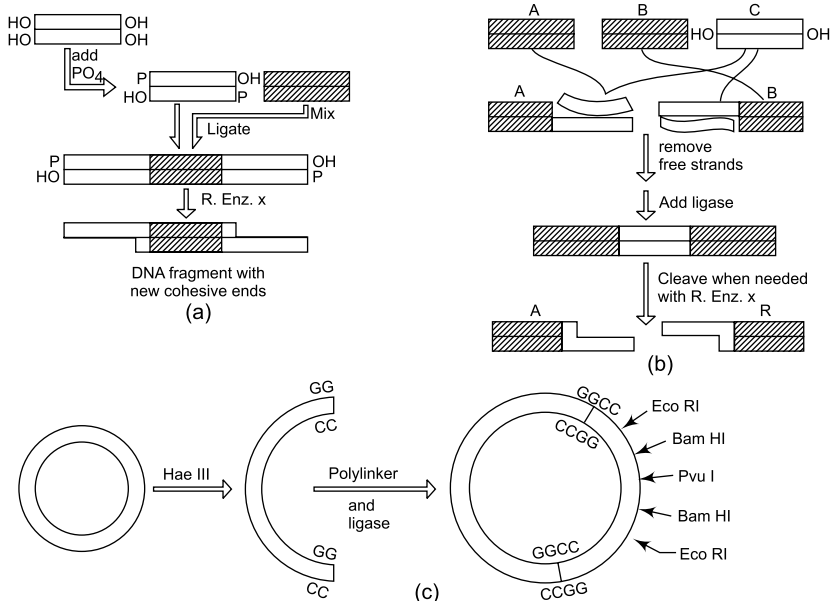 HO OH
HO OH
add
PO4
P OH
HO P
Mix
Ligate
P OH
HO P
R. Enz. x
DNA fragment with
new cohesive ends
(a)
A B C
HO OH
A B
remove
free strands
Add ligase
Cleave when needed
with R. Enz. x
A R
(b)
Hae III
GG
CC
GG
CC
Polylinker
and
ligase
GGCC
CCGG
GGCC
CCGG
Eco RI
Bam HI
Pvu I
Bam HI
Eco RI
(c)